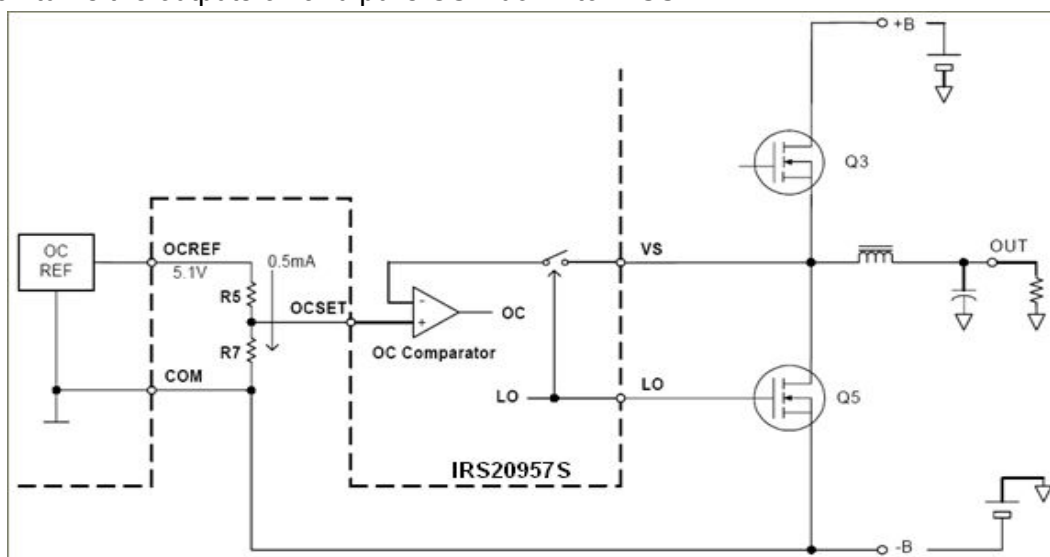 +B
Q3
OC
REF
OCREF
5.1V
0.5mA
R5
OCSET
R7
COM
VS
OUT
-
+
OC
OC Comparator
LO
LO
Q5
IRS20957S
-B